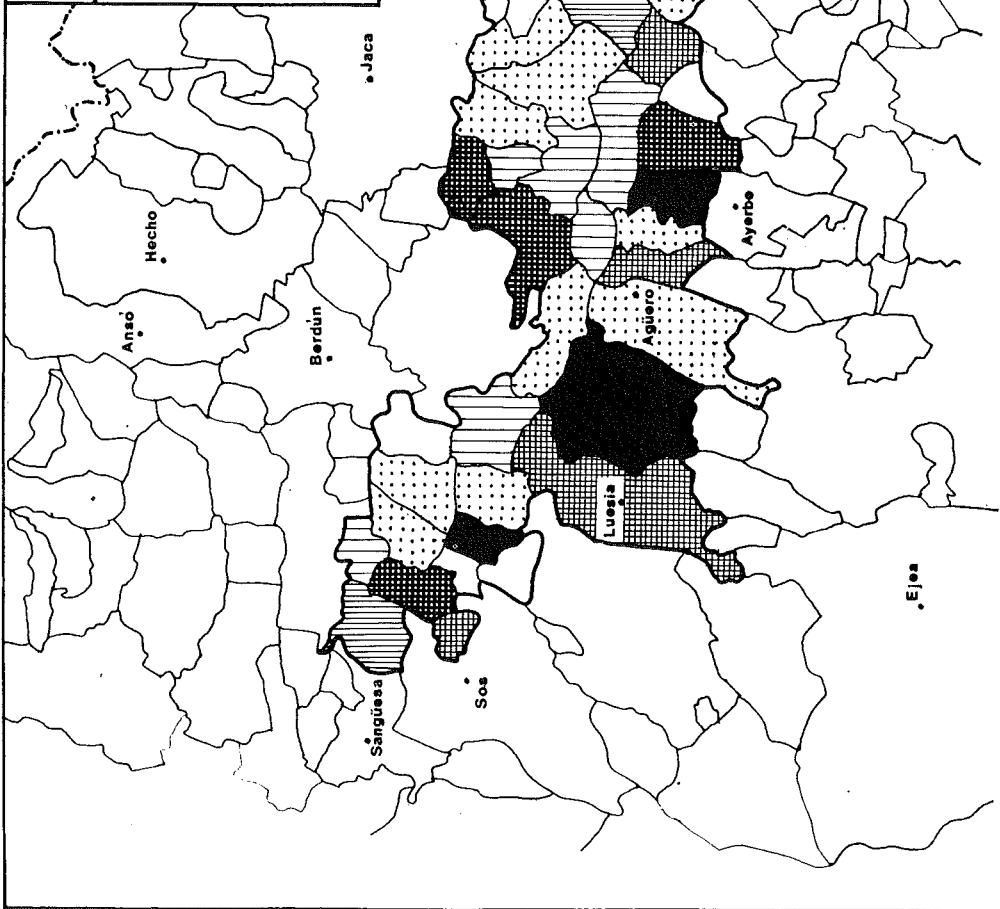 Ansó
Hecho
Berdún
Jaca
Sangüesa
Sos
Luesia
Agüero
Ayerbe
Ejea